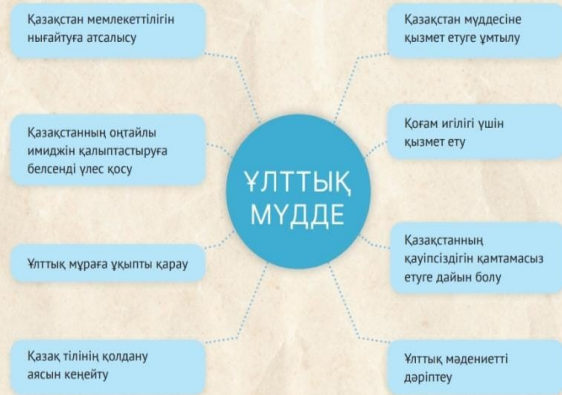 Қазақстан мемлекеттілігін
нығайтуға атсалысу
Қазақстанның оңтайлы
имиджін қалыптастыруға
белсенді үлес қосу
Ұлттық мұраға ұқыпты қарау
Қазақ тілінің қолдану
аясын кеңейту
ҰЛТТЫҚ
МҮДДЕ
Қазақстан мүддесіне
қызмет етуге ұмтылу
Қоғам игілігі үшін
қызмет ету
Қазақстанның
қауіпсіздігін қамтамасыз
етуге дайын болу
Ұлттық мәдениетті
дәріптеу